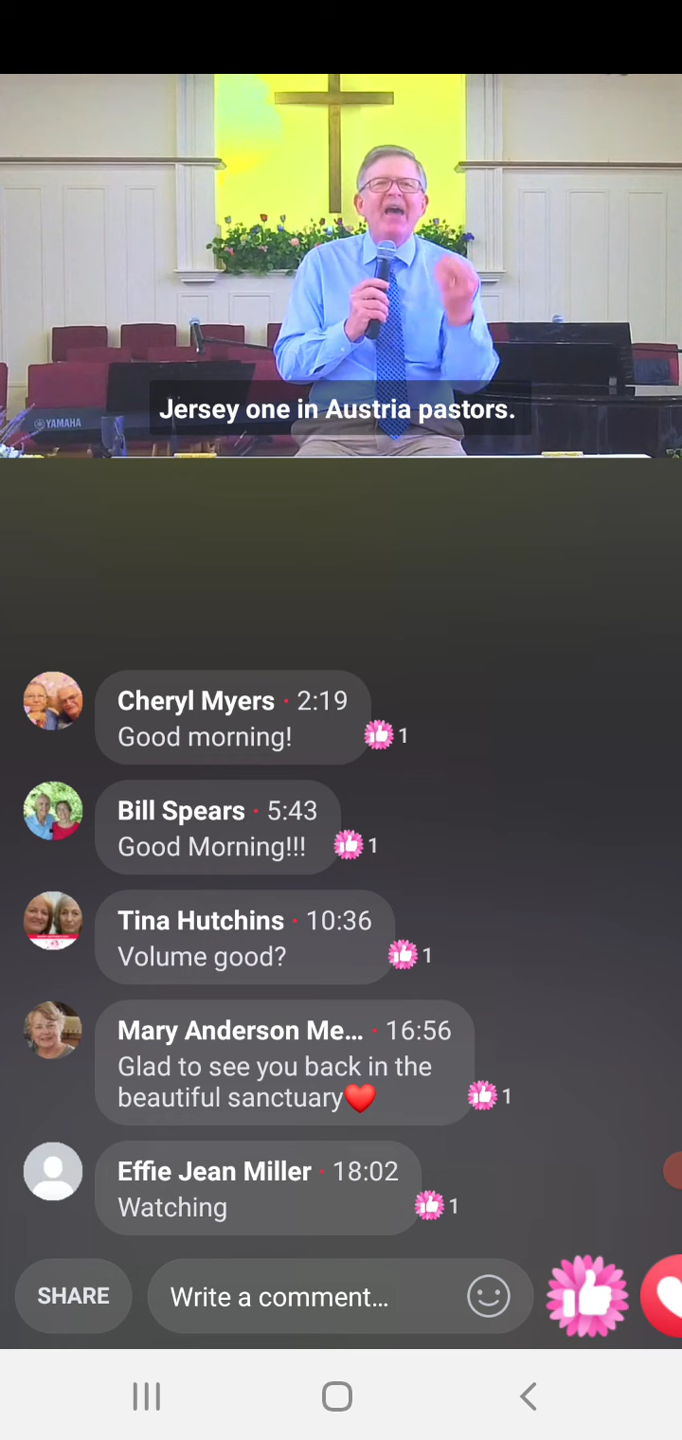 YAMAHA
Jersey one in Austria pastors.
Cheryl Myers · 2:19
Good morning!
1
Bill Spears · 5:43
Good Morning!!!
1
Tina Hutchins · 10:36
Volume good?
1
Mary Anderson Me... · 16:56
Glad to see you back in the
beautiful sanctuary❤️
1
Effie Jean Miller · 18:02
Watching
1
SHARE
Write a comment...